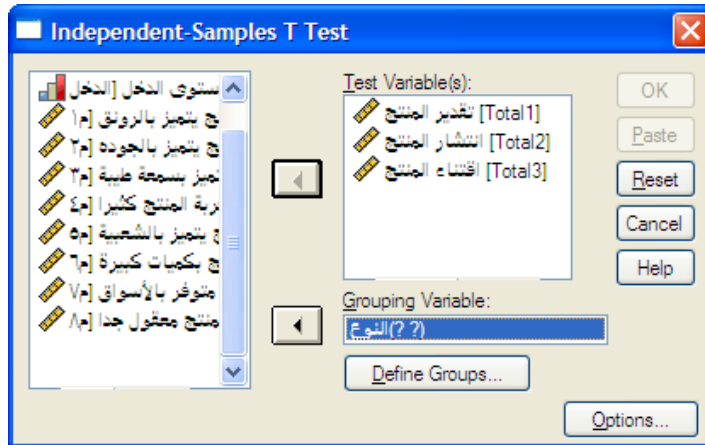 Independent-Samples T Test
ستوى الدخل [الدخل
ج يتميز بالرونق [م١
ج يتميز بالجوده [م٢
تميز بسمعة طيبة [م٣
ربة المنتج كثيرا [م٤
ج يتميز بالشعبية [م٥
ج بكميات كبيرة [م٦
متوفر بالأسواق [م٧
منتج معقول جدا [م٨
Test Variable(s):
تقدير المنتج [Total1]
انتشار المنتج [Total2]
اقتناء المنتج [Total3]
Grouping Variable:
النوع(? ?)
Define Groups...
OK
Paste
Reset
Cancel
Help
Options...